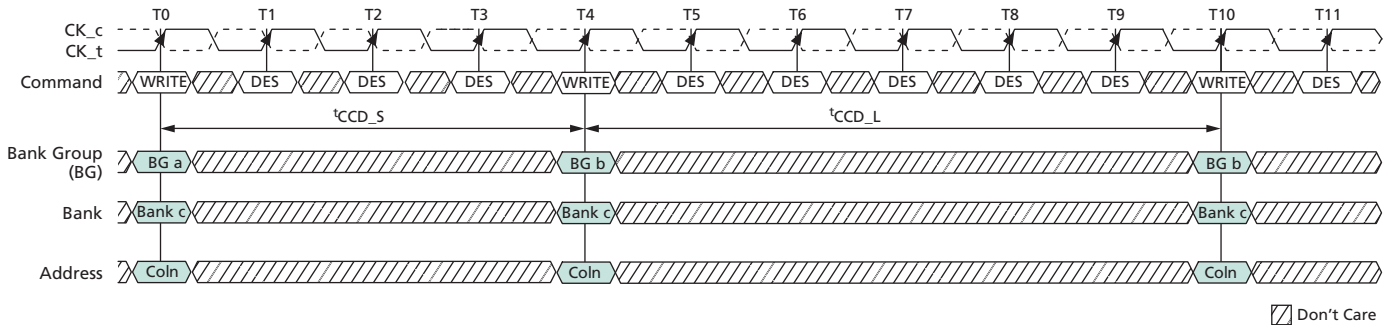 T0 T1 T2 T3 T4 T5 T6 T7 T8 T9 T10 T11
CK_c
CK_t
Command WRITE DES DES DES WRITE DES DES DES DES DES WRITE DES
tCCD_S tCCD_L
Bank Group
(BG)
BG a BG b BG b
Bank Bank c Bank c Bank c
Address Coln Coln Coln
Don't Care